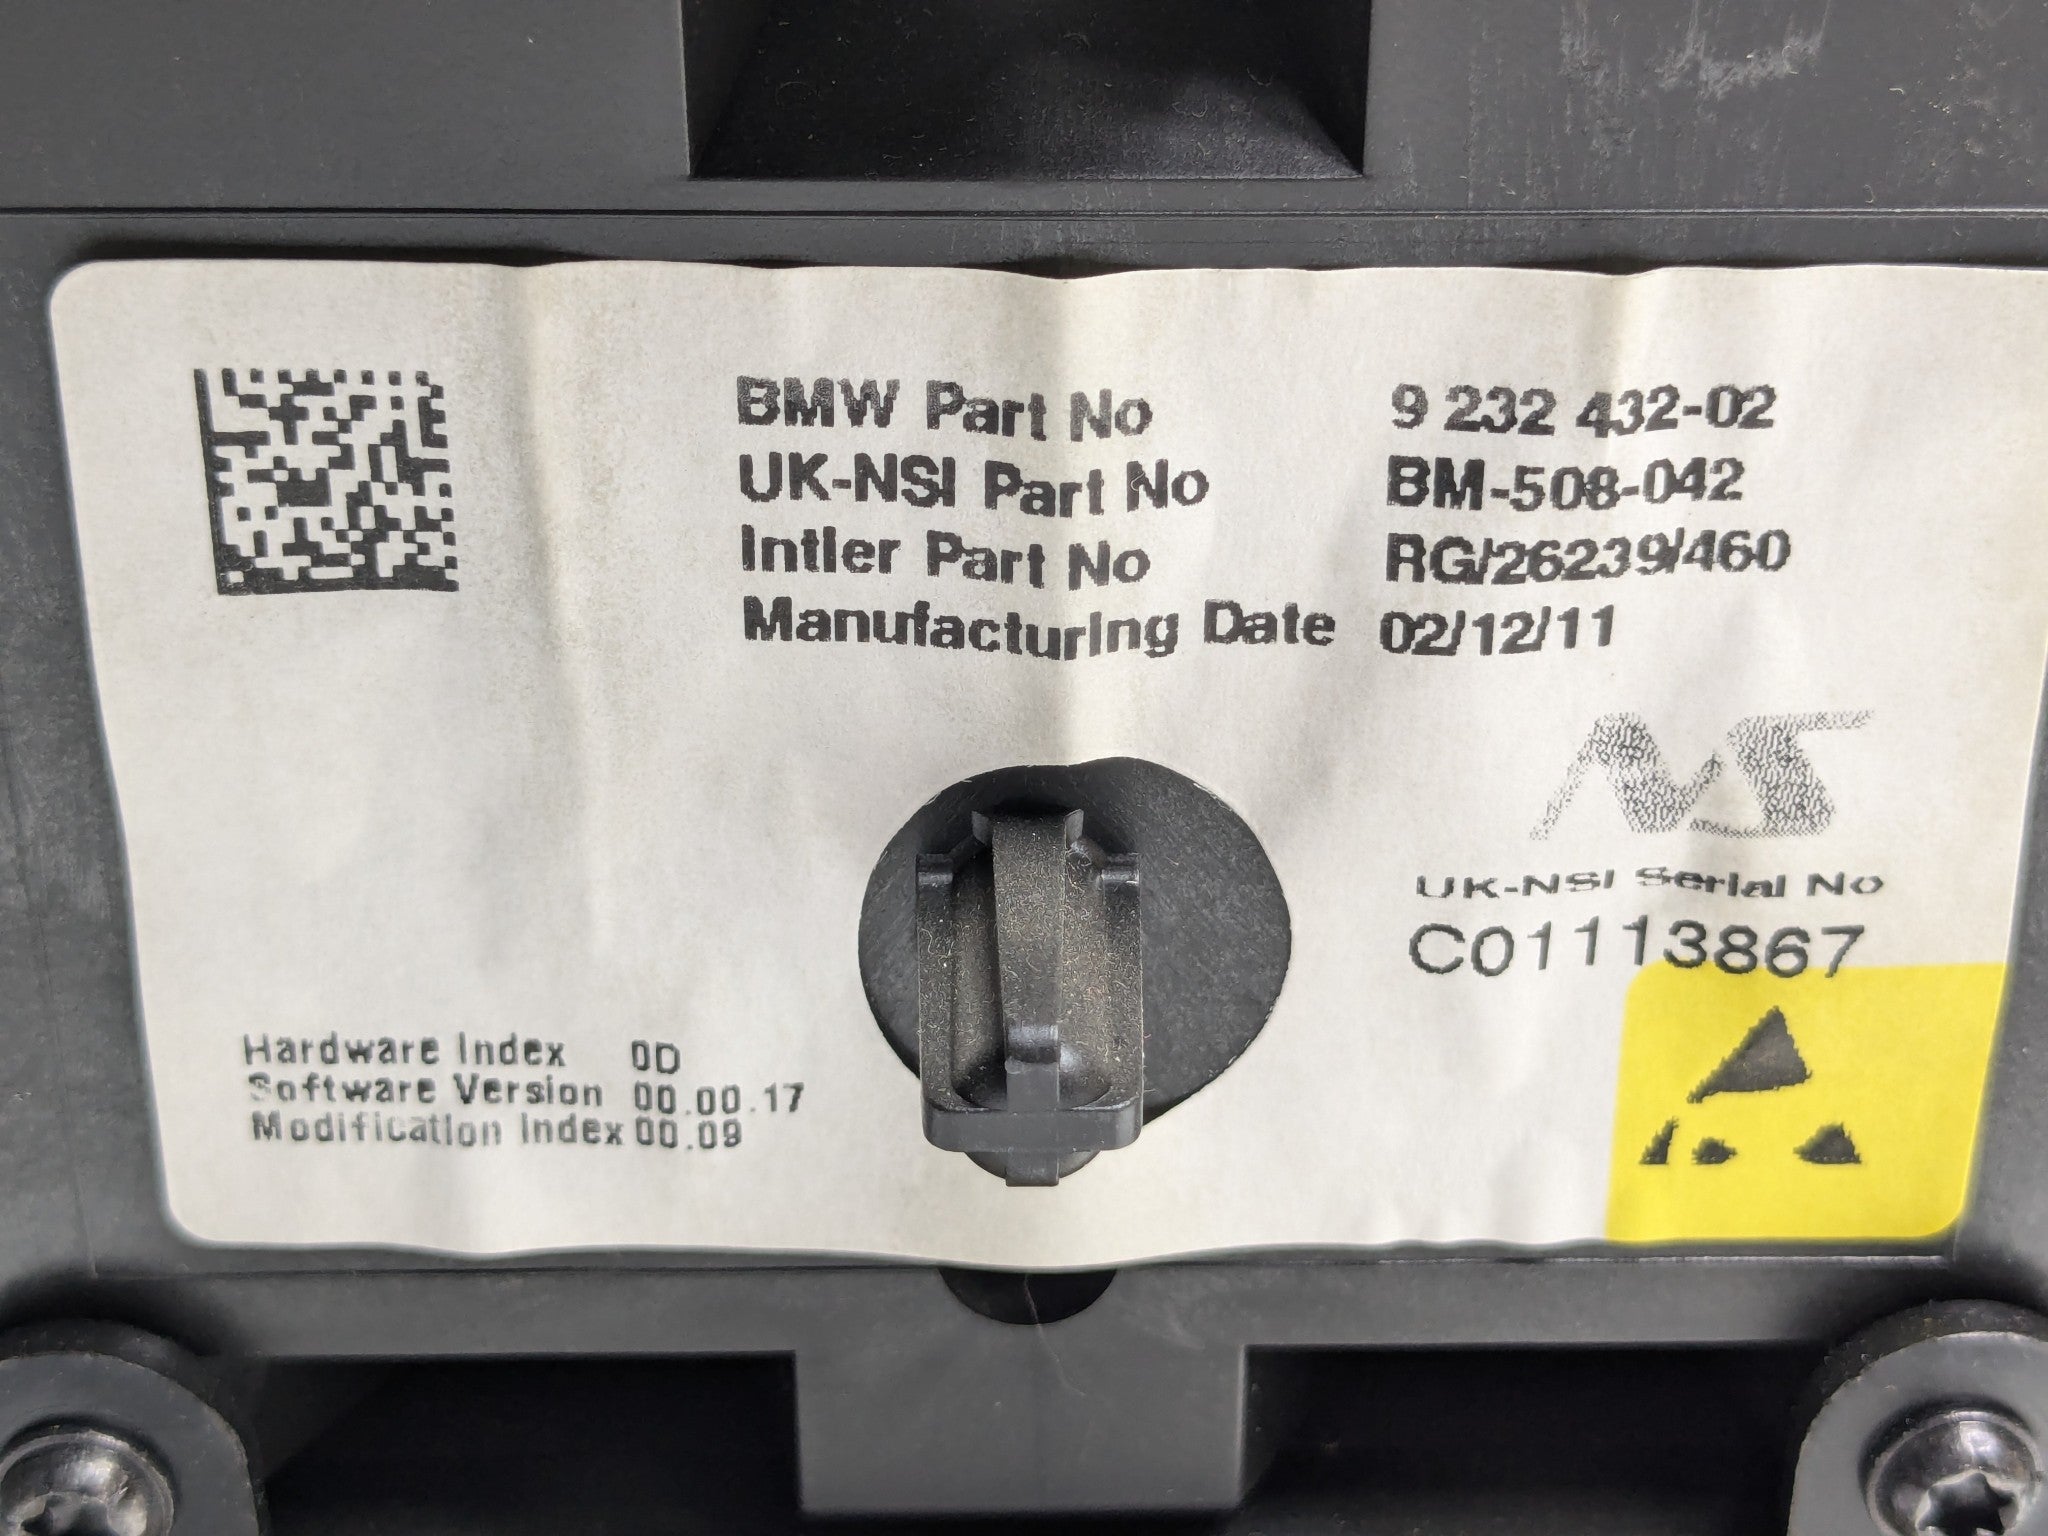 BMW Part No 9 232 432-02
UK-NSI Part No BM-508-042
Intier Part No RG/26239/460
Manufacturing Date 02/12/11
NS
UK-NSI Serial No
C01113867
Hardware Index 0D
Software Version 00.00.17
Modification Index 00.09